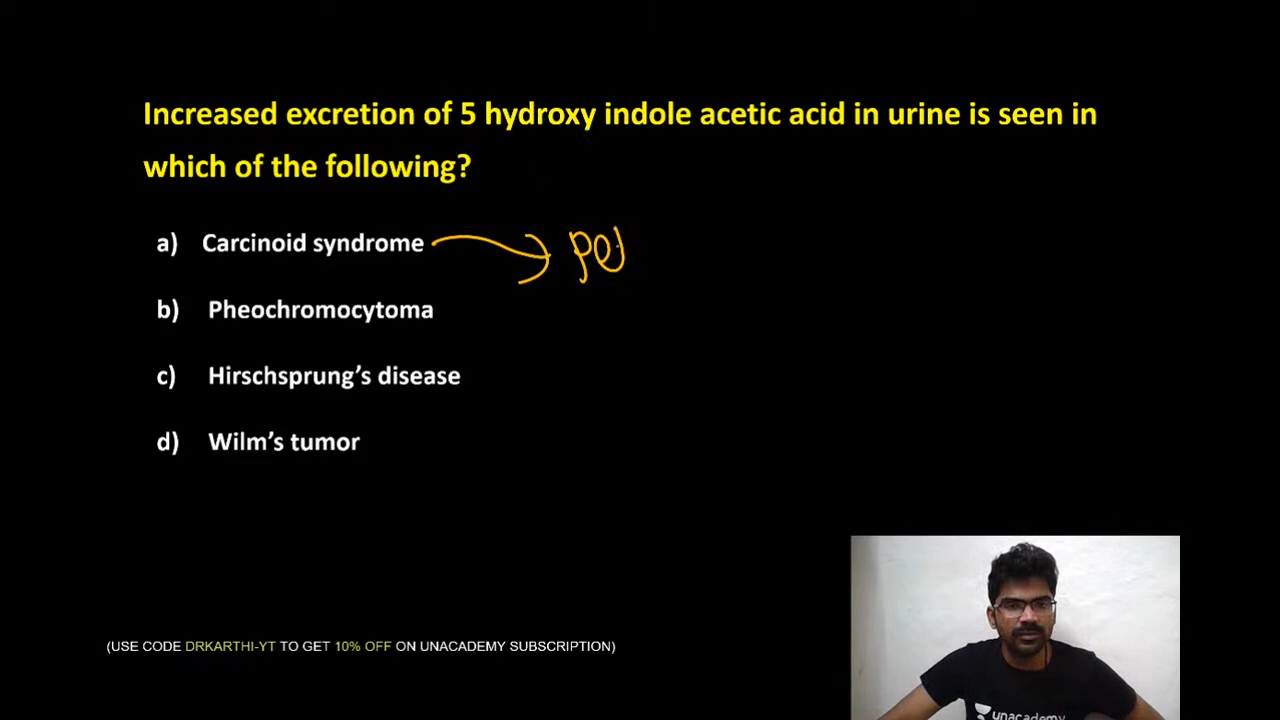 Increased excretion of 5 hydroxy indole acetic acid in urine is seen in
which of the following?
a) Carcinoid syndrome
b) Pheochromocytoma
c) Hirschsprung’s disease
d) Wilm’s tumor
(USE CODE DRKARTHI-YT TO GET 10% OFF ON UNACADEMY SUBSCRIPTION)
unacademy